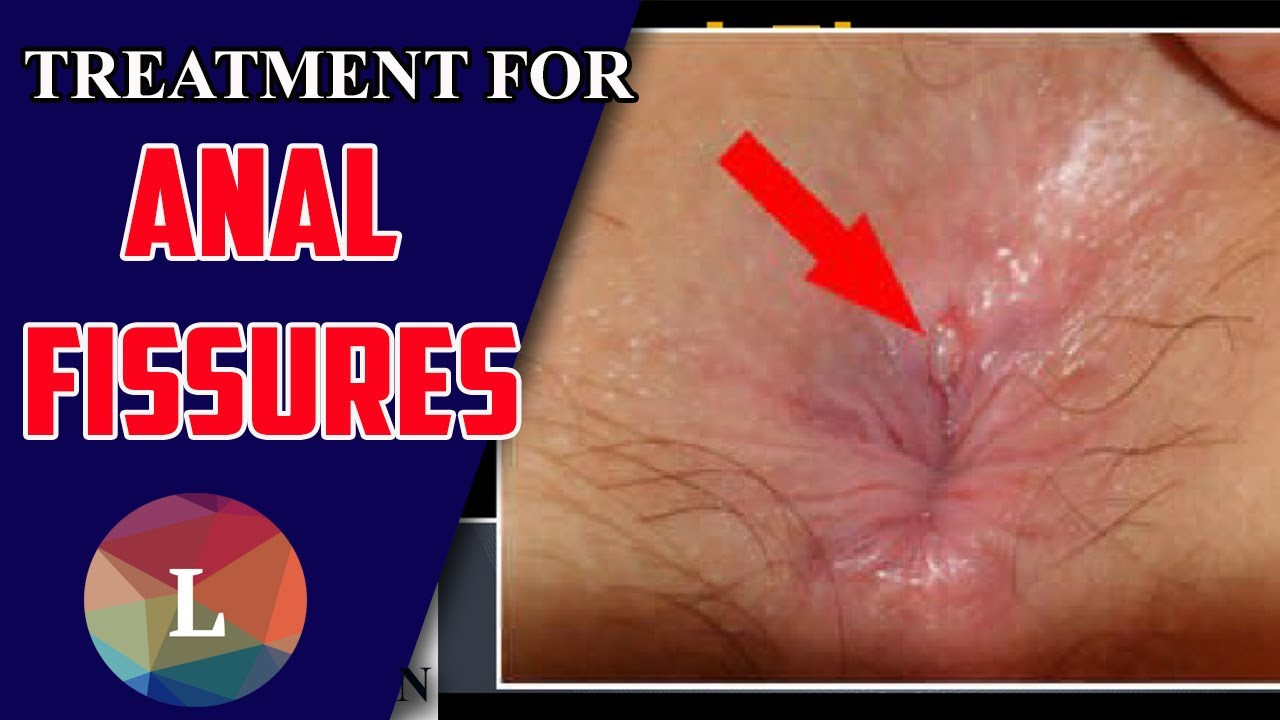 TREATMENT FOR
ANAL
FISSURES
L
N